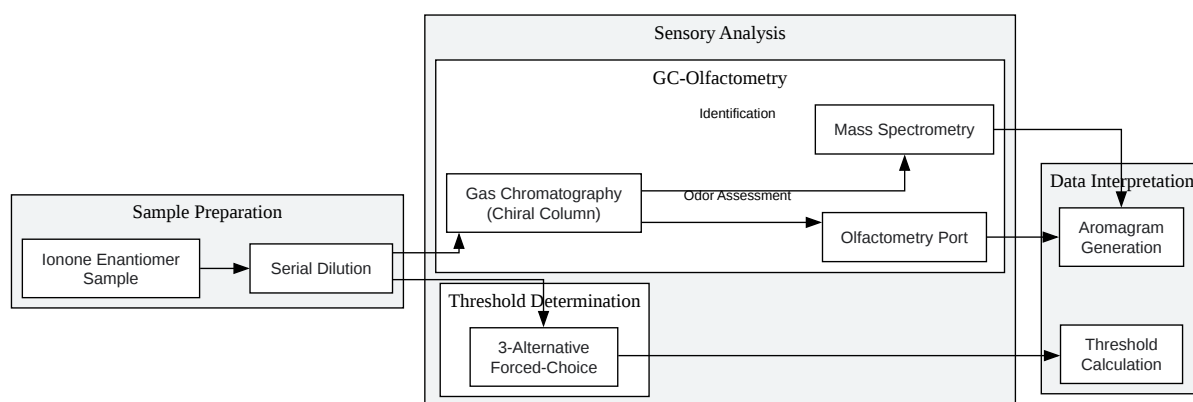 Sensory Analysis
GC-Olfactometry
Identification
Mass Spectrometry
Gas Chromatography
(Chiral Column)
Odor Assessment
Olfactometry Port
Sample Preparation
Ionone Enantiomer
Sample
Serial Dilution
Threshold Determination
3-Alternative
Forced-Choice
Data Interpretation
Aromagram
Generation
Threshold
Calculation